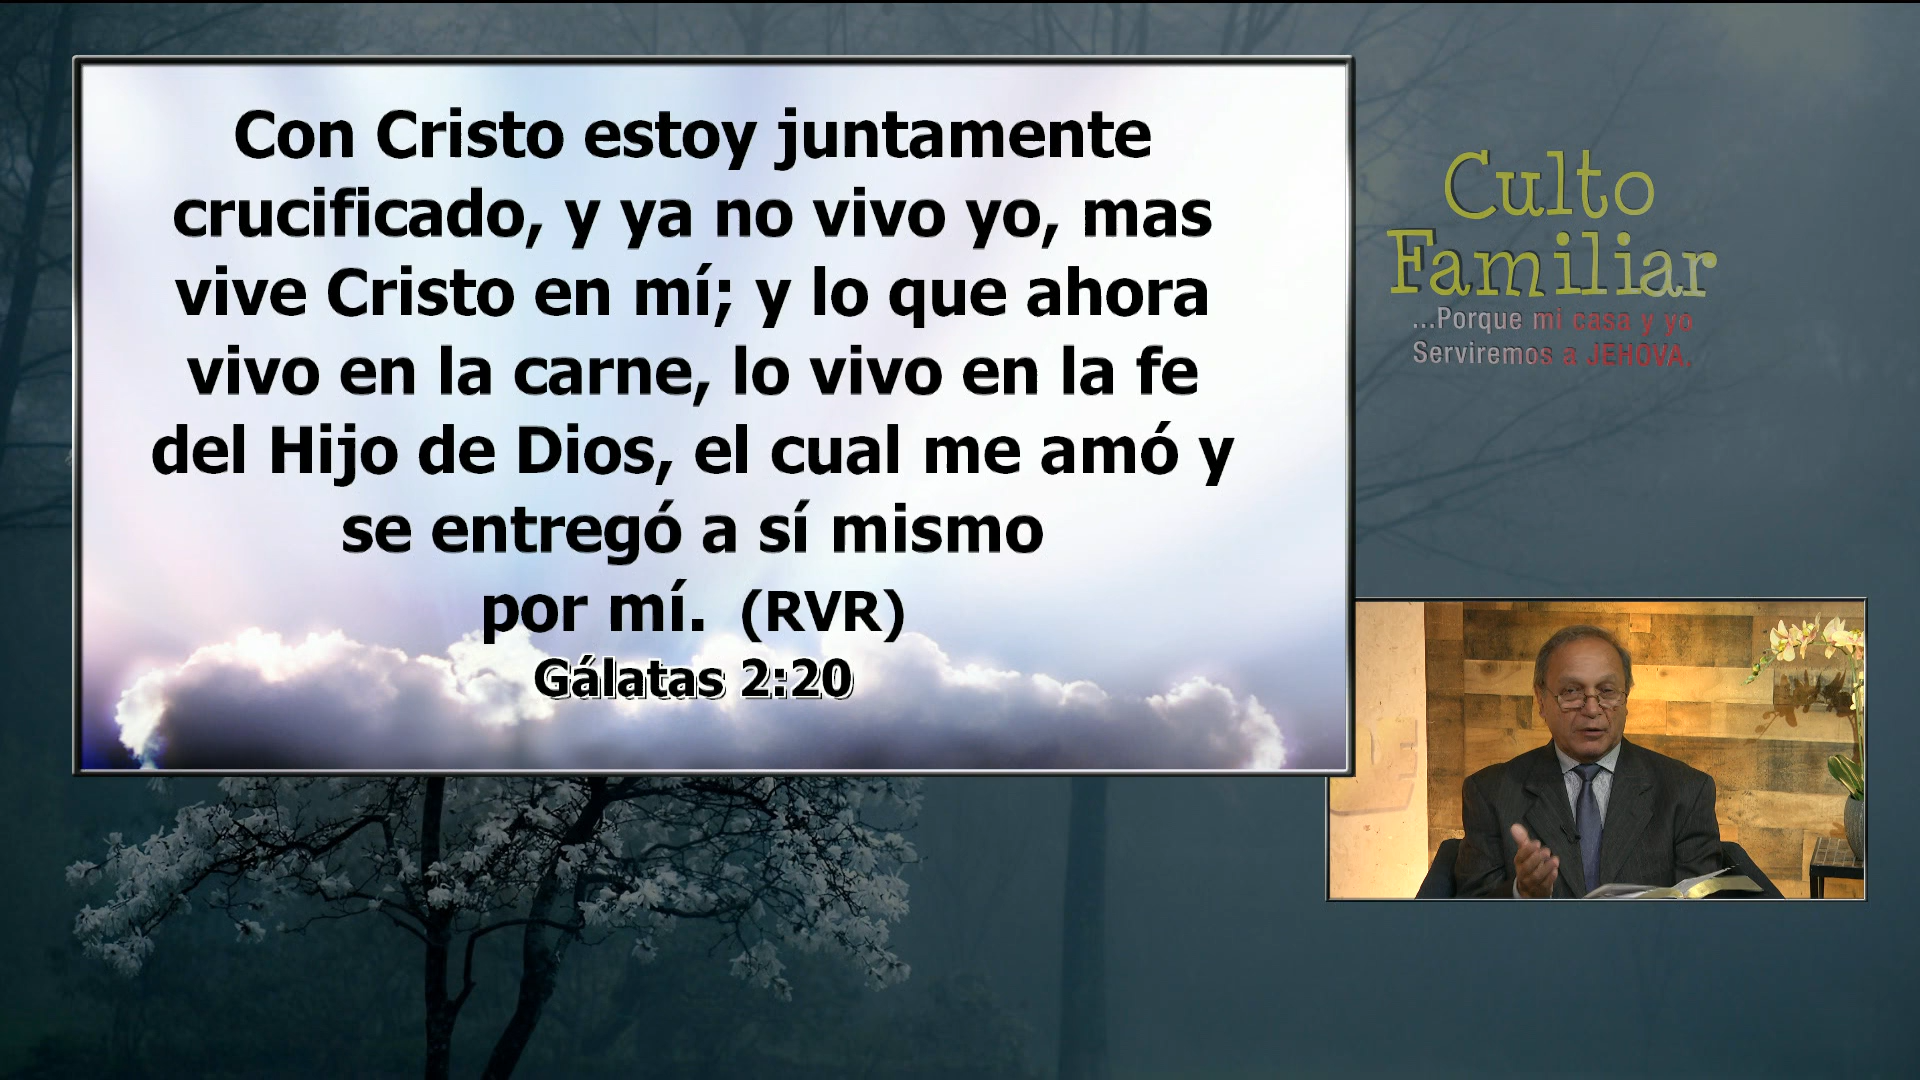 Con Cristo estoy juntamente
crucificado, y ya no vivo yo, mas
vive Cristo en mí; y lo que ahora
vivo en la carne, lo vivo en la fe
del Hijo de Dios, el cual me amó y
se entregó a sí mismo
por mí. (RVR)
Gálatas 2:20
Culto
Familiar
...Porque mi casa y yo
Serviremos a JEHOVA.